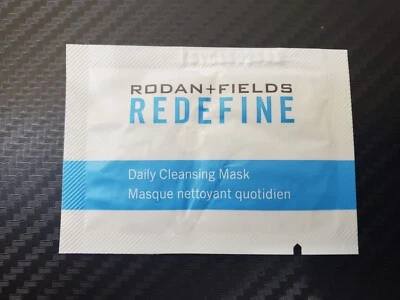 RODAN+FIELDS
REDEFINE
Daily Cleansing Mask
Masque nettoyant quotidien